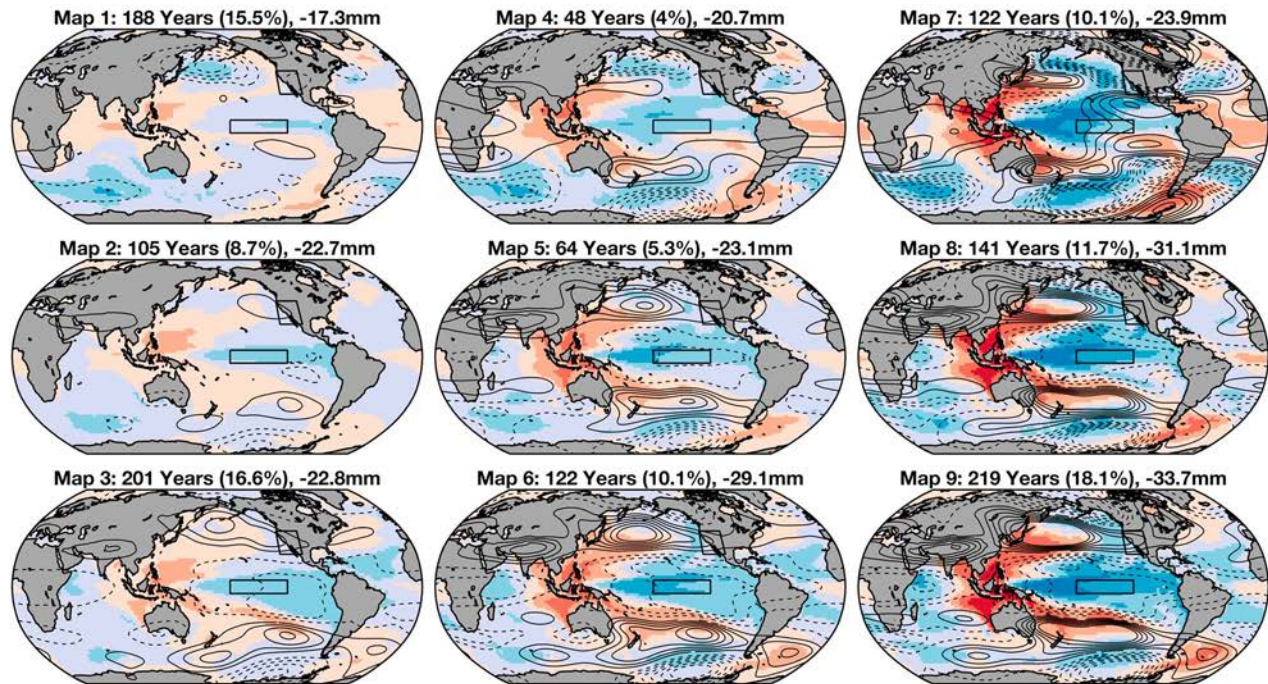 Map 1: 188 Years (15.5%), -17.3mm
Map 4: 48 Years (4%), -20.7mm
Map 7: 122 Years (10.1%), -23.9mm
Map 2: 105 Years (8.7%), -22.7mm
Map 5: 64 Years (5.3%), -23.1mm
Map 8: 141 Years (11.7%), -31.1mm
Map 3: 201 Years (16.6%), -22.8mm
Map 6: 122 Years (10.1%), -29.1mm
Map 9: 219 Years (18.1%), -33.7mm